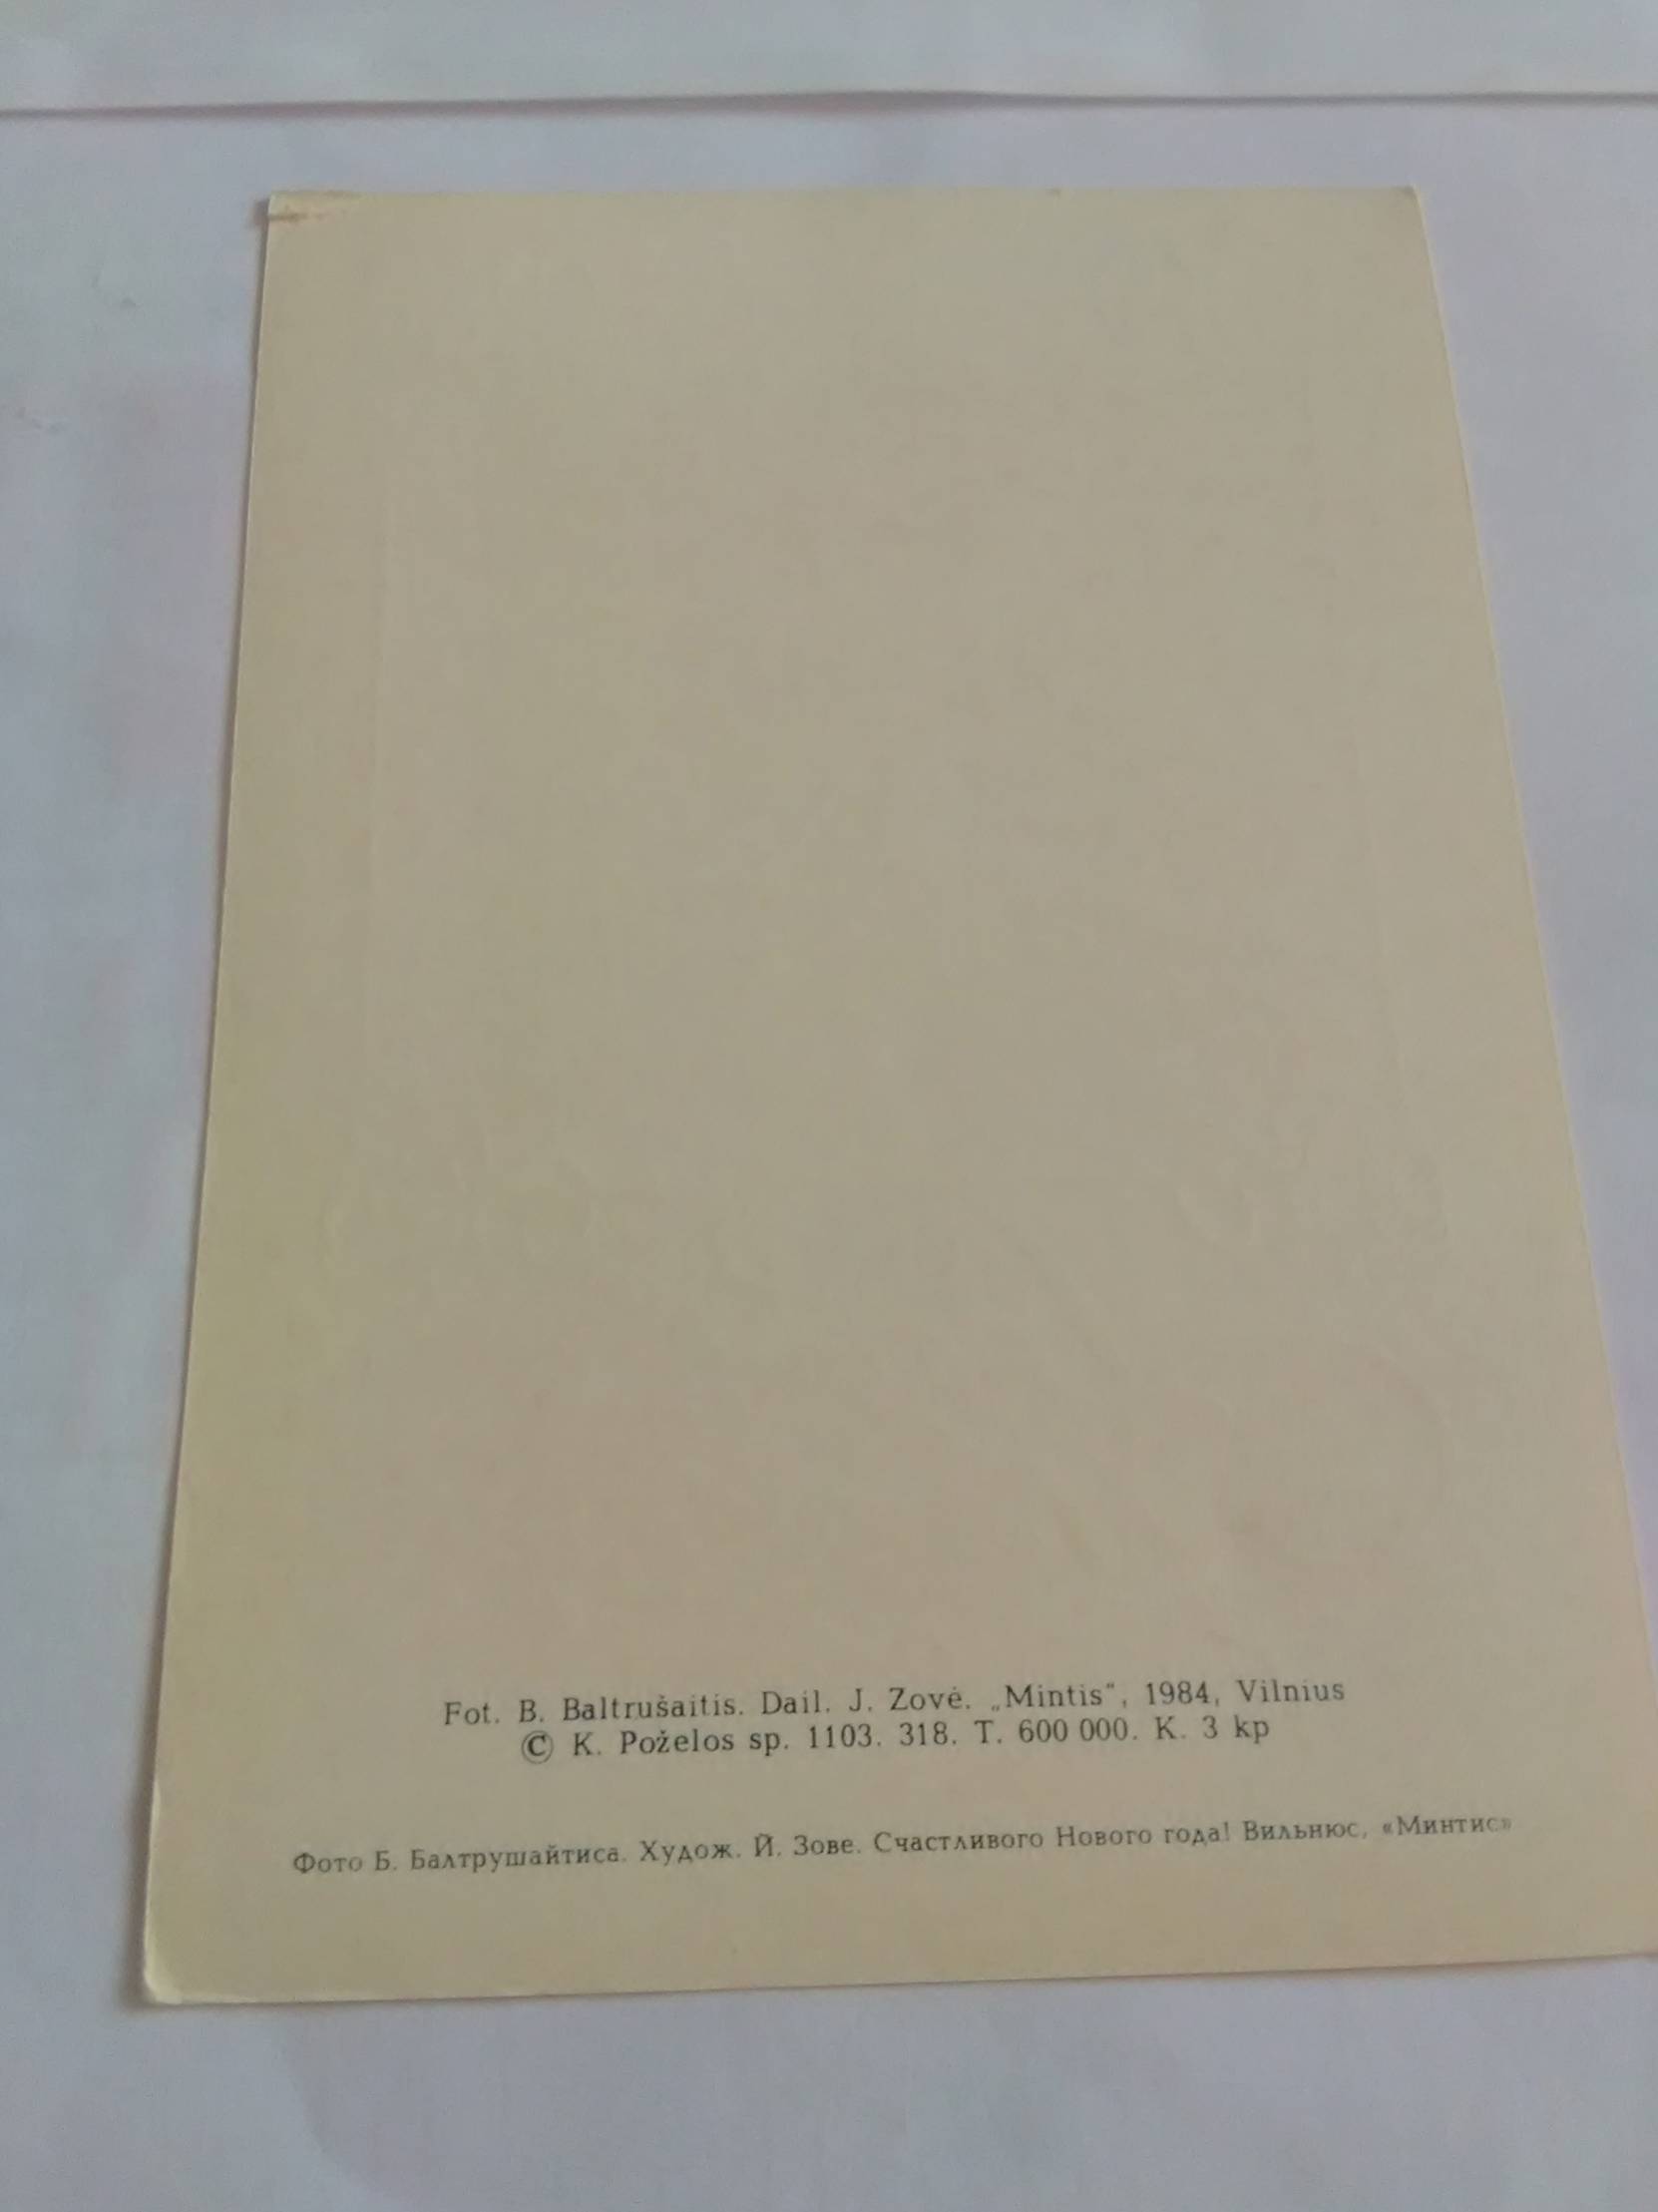 Fot. B. Baltrušaitis. Dail. J. Zovė. „Mintis“, 1984, Vilnius
© K. Poželos sp. 1103. 318. T. 600 000. K. 3 kp
Фото Б. Балтрушайтиса. Худож. Й. Зове. Счастливого Нового года! Вильнюс, «Минтис»